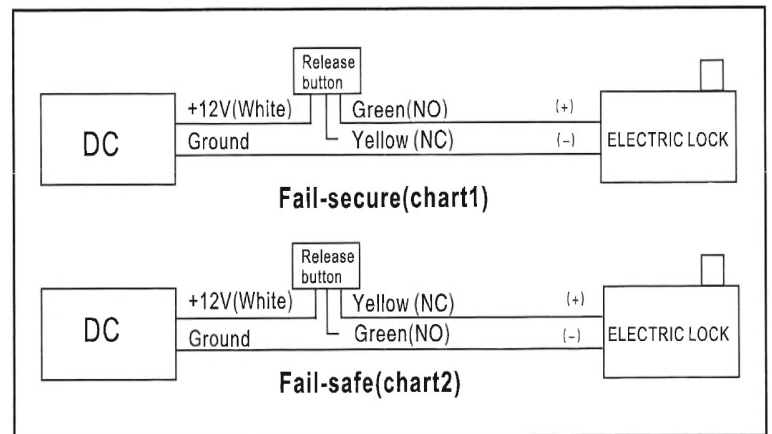 Release
button
+12V(White)
Green(NO)
(+)
DC
Ground
Yellow (NC)
(-)
ELECTRIC LOCK
Fail-secure(chart1)
Release
button
+12V(White)
Yellow (NC)
(+)
DC
Ground
Green(NO)
(-)
ELECTRIC LOCK
Fail-safe(chart2)